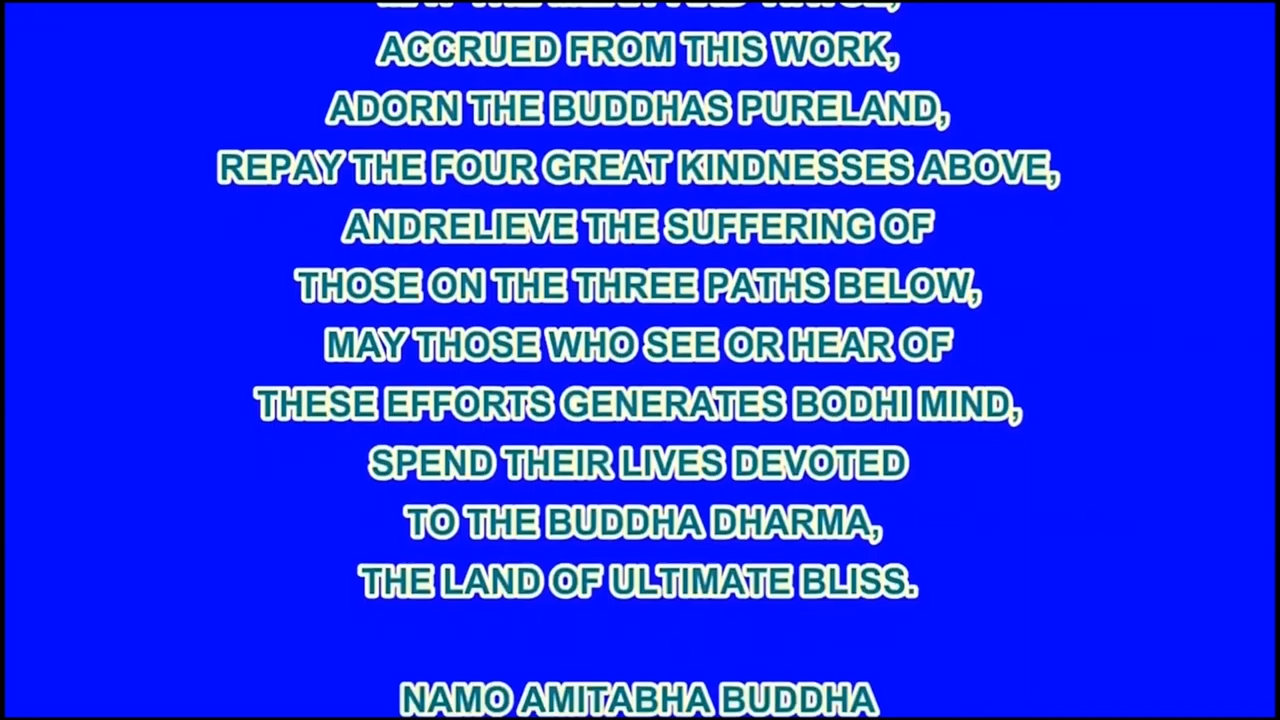 ACCRUED FROM THIS WORK,
ADORN THE BUDDHAS PURELAND,
REPAY THE FOUR GREAT KINDNESSES ABOVE,
ANDRELIEVE THE SUFFERING OF
THOSE ON THE THREE PATHS BELOW,
MAY THOSE WHO SEE OR HEAR OF
THESE EFFORTS GENERATES BODHI MIND,
SPEND THEIR LIVES DEVOTED
TO THE BUDDHA DHARMA,
THE LAND OF ULTIMATE BLISS.
NAMO AMITABHA BUDDHA